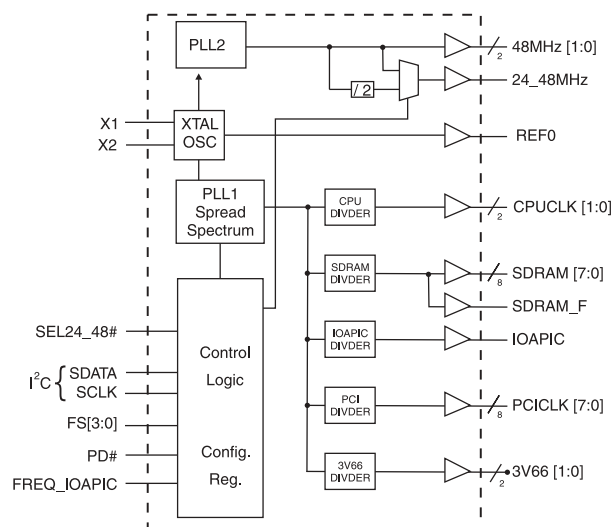 PLL2
48MHz [1:0]
2
24_48MHz
/ 2
X1
X2
XTAL
OSC
REF0
PLL1
Spread
Spectrum
CPU
DIVDER
CPUCLK [1:0]
2
SDRAM
DIVDER
SDRAM [7:0]
8
SDRAM_F
IOAPIC
DIVDER
IOAPIC
PCI
DIVDER
PCICLK [7:0]
8
3V66
DIVDER
3V66 [1:0]
2
Control
Logic
Config.
Reg.
SEL24_48#
I²C
SDATA
SCLK
FS[3:0]
PD#
FREQ_IOAPIC